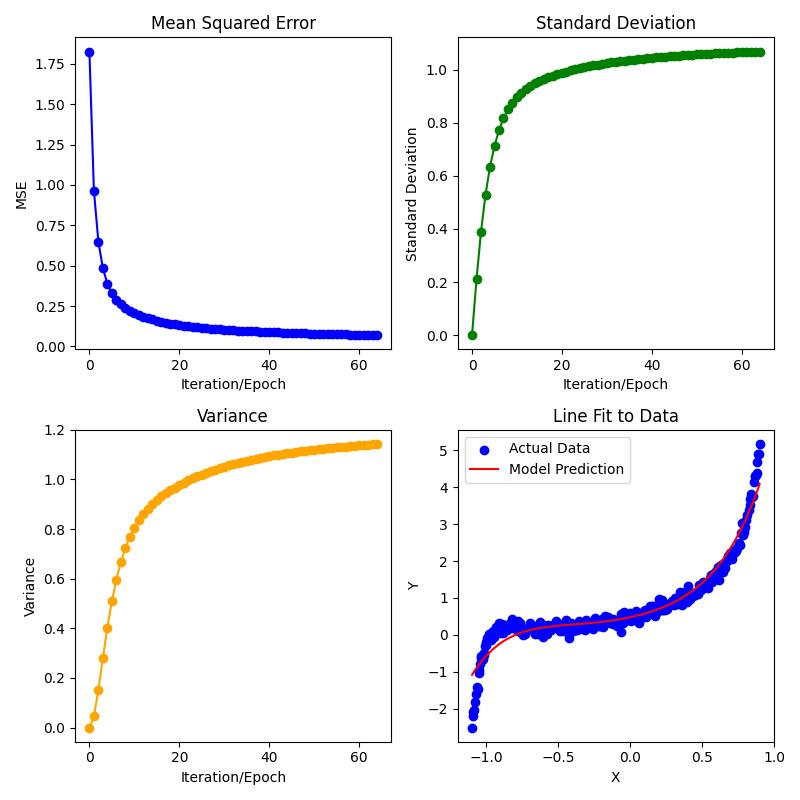 Mean Squared Error
MSE
1.75
1.50
1.25
1.00
0.75
0.50
0.25
0.00
0 20 40 60
Iteration/Epoch
Standard Deviation
Standard Deviation
1.0
0.8
0.6
0.4
0.2
0.0
0 20 40 60
Iteration/Epoch
Variance
Variance
1.2
1.0
0.8
0.6
0.4
0.2
0.0
0 20 40 60
Iteration/Epoch
Line Fit to Data
Actual Data
Model Prediction
Y
5
4
3
2
1
0
−1
−2
−1.0 −0.5 0.0 0.5 1.0
X